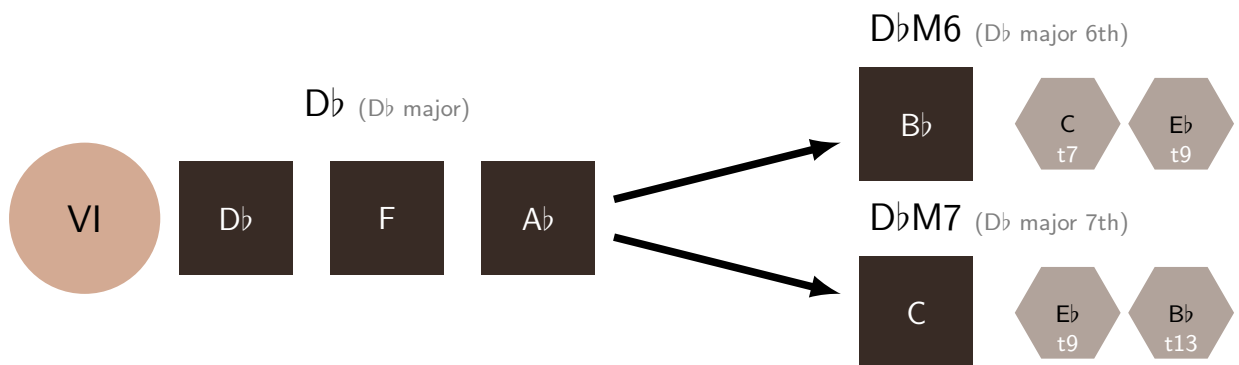 D♭M6 (D♭ major 6th)
D♭ (D♭ major)
B♭
C
t7
E♭
t9
VI
D♭
F
A♭
D♭M7 (D♭ major 7th)
C
E♭
t9
B♭
t13